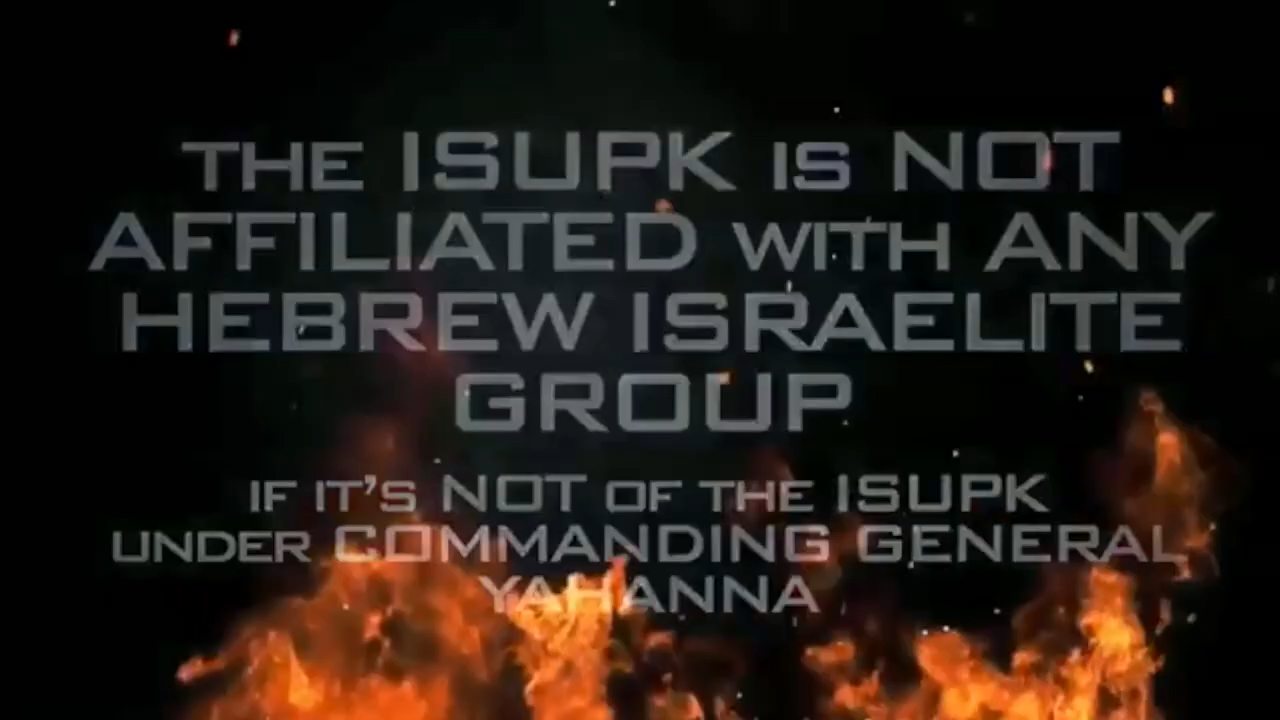 THE ISUPK IS NOT
AFFILIATED WITH ANY
HEBREW ISRAELITE
GROUP
IF IT'S NOT OF THE ISUPK
UNDER COMMANDING GENERAL
YAHANNA